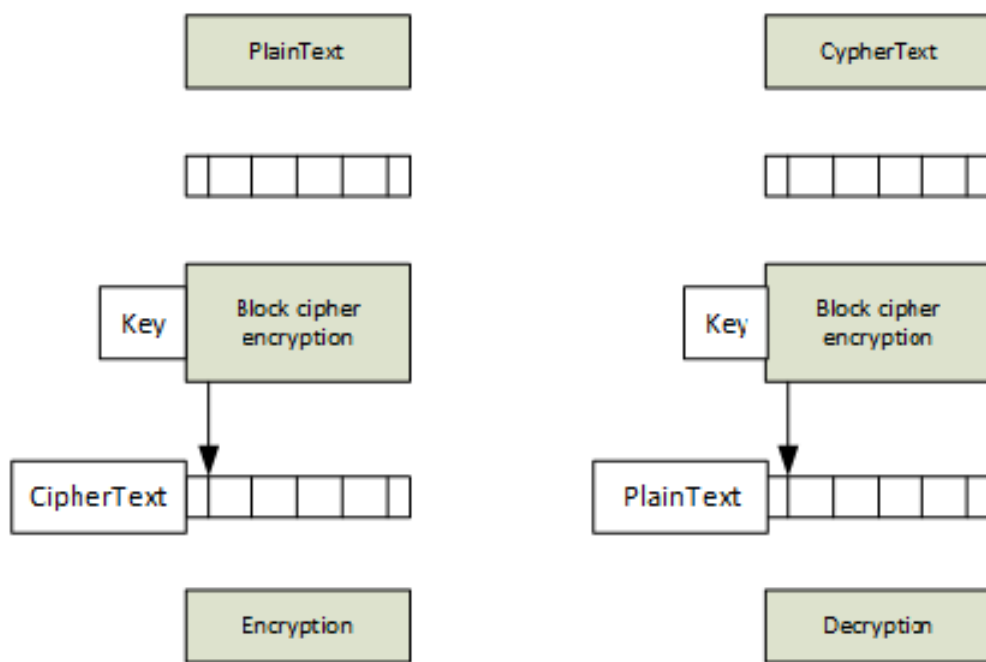 PlainText
CypherText
Key
Block cipher
encryption
Key
Block cipher
encryption
CipherText
PlainText
Encryption
Decryption